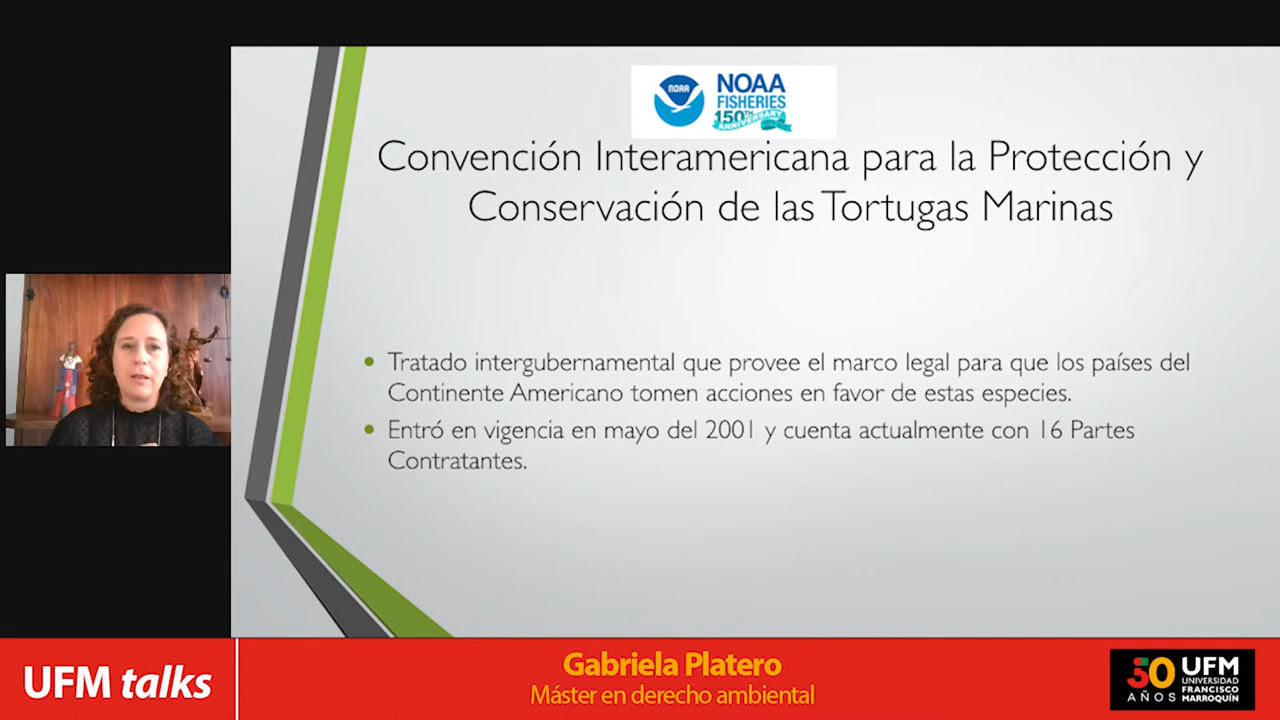 NOAA
NOAA
FISHERIES
150TH
ANNIVERSARY
Convención Interamericana para la Protección y
Conservación de las Tortugas Marinas
• Tratado intergubernamental que provee el marco legal para que los países del
Continente Americano tomen acciones en favor de estas especies.
• Entró en vigencia en mayo del 2001 y cuenta actualmente con 16 Partes
Contratantes.
UFM talks
Gabriela Platero
Máster en derecho ambiental
50
AÑOS
UFM
UNIVERSIDAD
FRANCISCO
MARROQUÍN